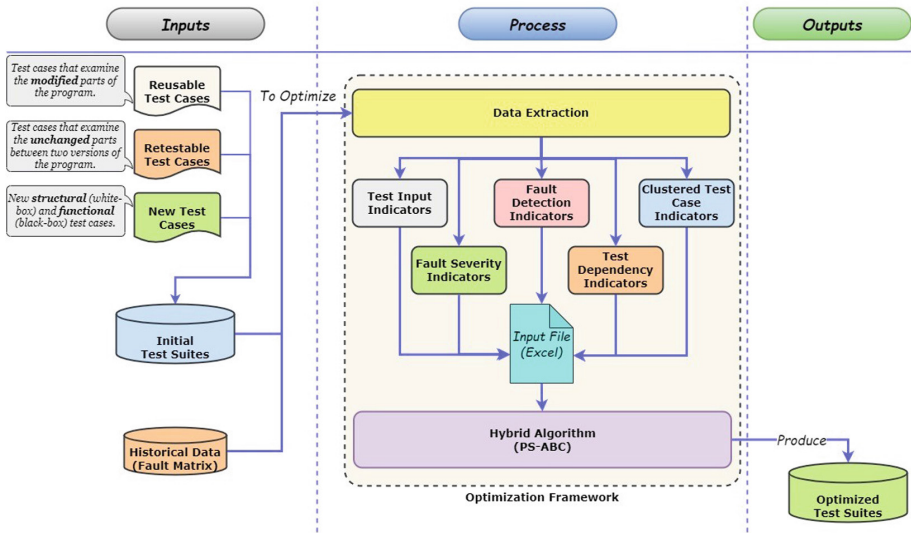 Inputs
Process
Outputs
Test cases that examine
the modified parts of
the program.
Reusable
Test Cases
To Optimize
Test cases that examine
the unchanged parts
between two versions of
the program.
Retestable
Test Cases
New structural (white-
box) and functional
(black-box) test cases.
New Test
Cases
Initial
Test Suites
Historical Data
(Fault Matrix)
Data Extraction
Test Input
Indicators
Fault
Detection
Indicators
Clustered Test
Case
Indicators
Fault Severity
Indicators
Test
Dependency
Indicators
Input File
(Excel)
Hybrid Algorithm
(PS-ABC)
Optimization Framework
Produce
Optimized
Test Suites